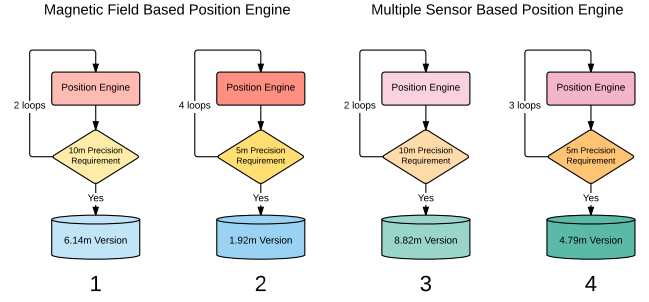 Magnetic Field Based Position Engine
Multiple Sensor Based Position Engine
Position Engine
Position Engine
Position Engine
Position Engine
2 loops
4 loops
2 loops
3 loops
10m Precision
Requirement
5m Precision
Requirement
10m Precision
Requirement
5m Precision
Requirement
Yes
Yes
Yes
Yes
6.14m Version
1.92m Version
8.82m Version
4.79m Version
1
2
3
4